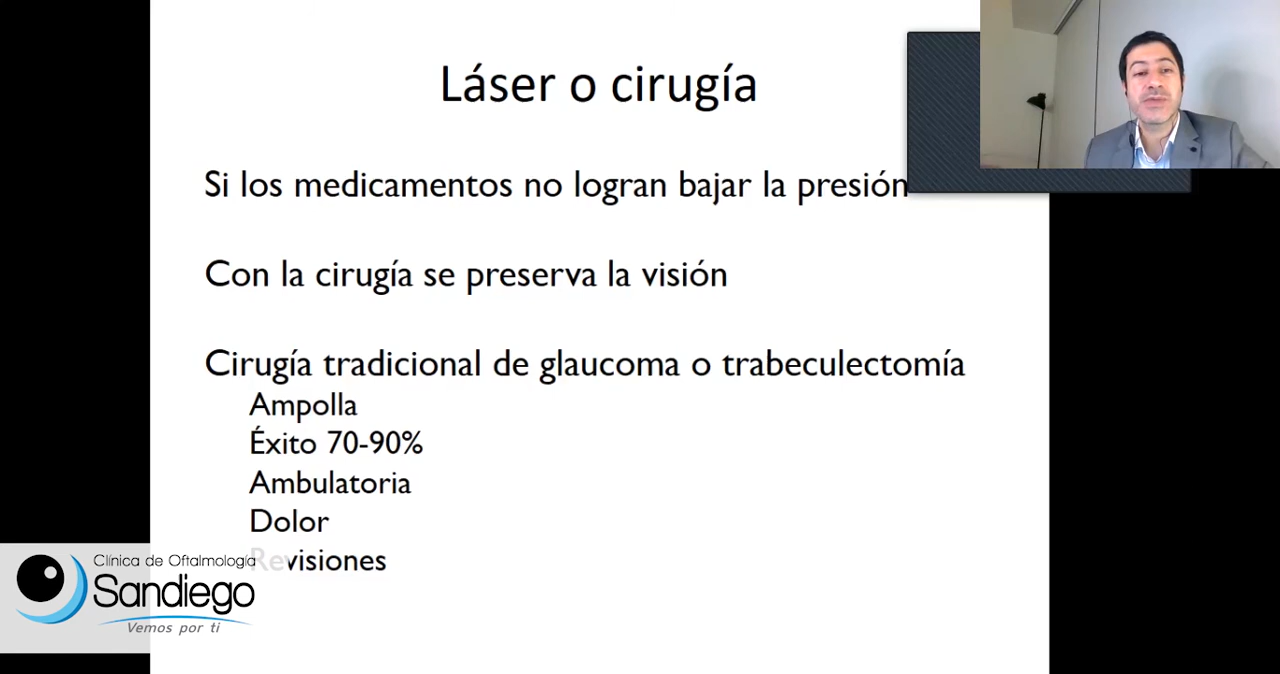 Láser o cirugía
Si los medicamentos no logran bajar la presión
Con la cirugía se preserva la visión
Cirugía tradicional de glaucoma o trabeculectomía
Ampolla
Éxito 70-90%
Ambulatoria
Dolor
Revisiones
Clínica de Oftalmología
Sandiego
Vemos por ti